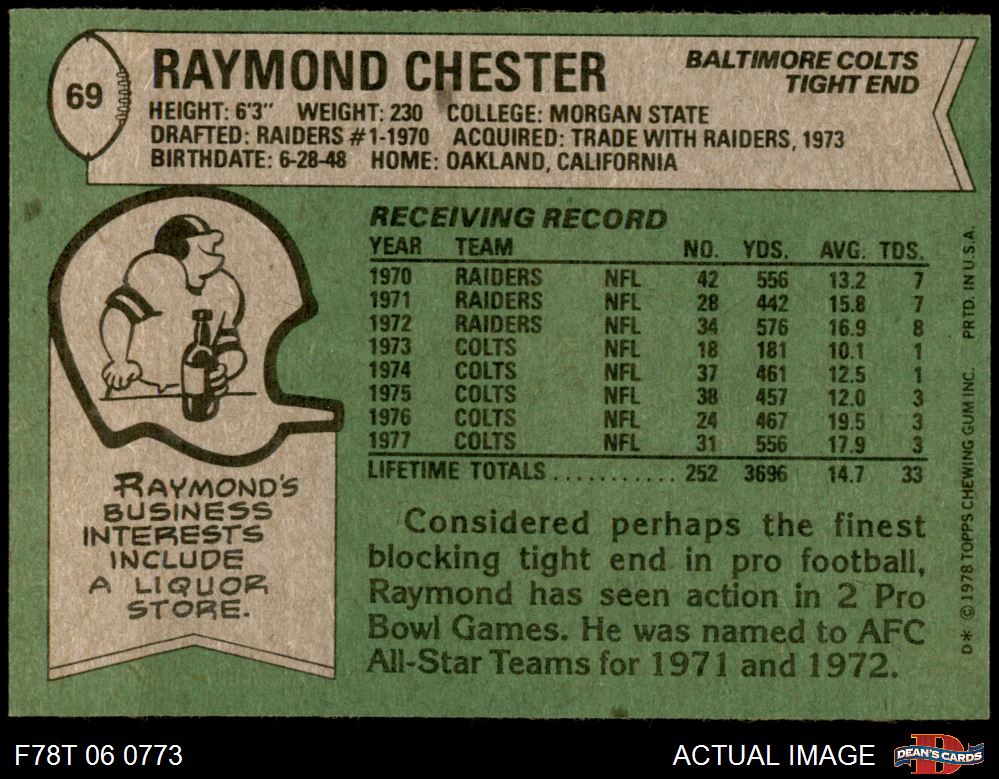 69
RAYMOND CHESTER
BALTIMORE COLTS
TIGHT END
HEIGHT: 6'3" WEIGHT: 230 COLLEGE: MORGAN STATE
DRAFTED: RAIDERS #1-1970 ACQUIRED: TRADE WITH RAIDERS, 1973
BIRTHDATE: 6-28-48 HOME: OAKLAND, CALIFORNIA
RECEIVING RECORD
YEAR TEAM NO. YDS. AVG. TDS.
1970 RAIDERS NFL 42 556 13.2 7
1971 RAIDERS NFL 28 442 15.8 7
1972 RAIDERS NFL 34 576 16.9 8
1973 COLTS NFL 18 181 10.1 1
1974 COLTS NFL 37 461 12.5 1
1975 COLTS NFL 38 457 12.0 3
1976 COLTS NFL 24 467 19.5 3
1977 COLTS NFL 31 556 17.9 3
LIFETIME TOTALS........... 252 3696 14.7 33
RAYMOND'S
BUSINESS
INTERESTS
INCLUDE
A LIQUOR
STORE.
Considered perhaps the finest
blocking tight end in pro football,
Raymond has seen action in 2 Pro
Bowl Games. He was named to AFC
All-Star Teams for 1971 and 1972.
D* © 1978 TOPPS CHEWING GUM INC. PRTD. IN U.S.A.
F78T 06 0773
ACTUAL IMAGE
DEAN'S CARDS